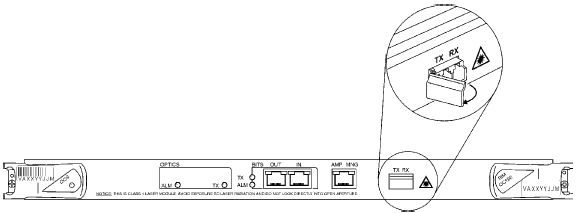 TX RX
OPTICS
BITS OUT IN
AMP MNG
TX
TX RX
ALM
TX
ALM
VAXXYYJJM
VAXXYYJJM
NOTICE: THIS IS CLASS 1 LASER MODULE. AVOID EXPOSURE TO LASER RADIATION AND DO NOT LOOK DIRECTLY INTO OPEN APERTURE.